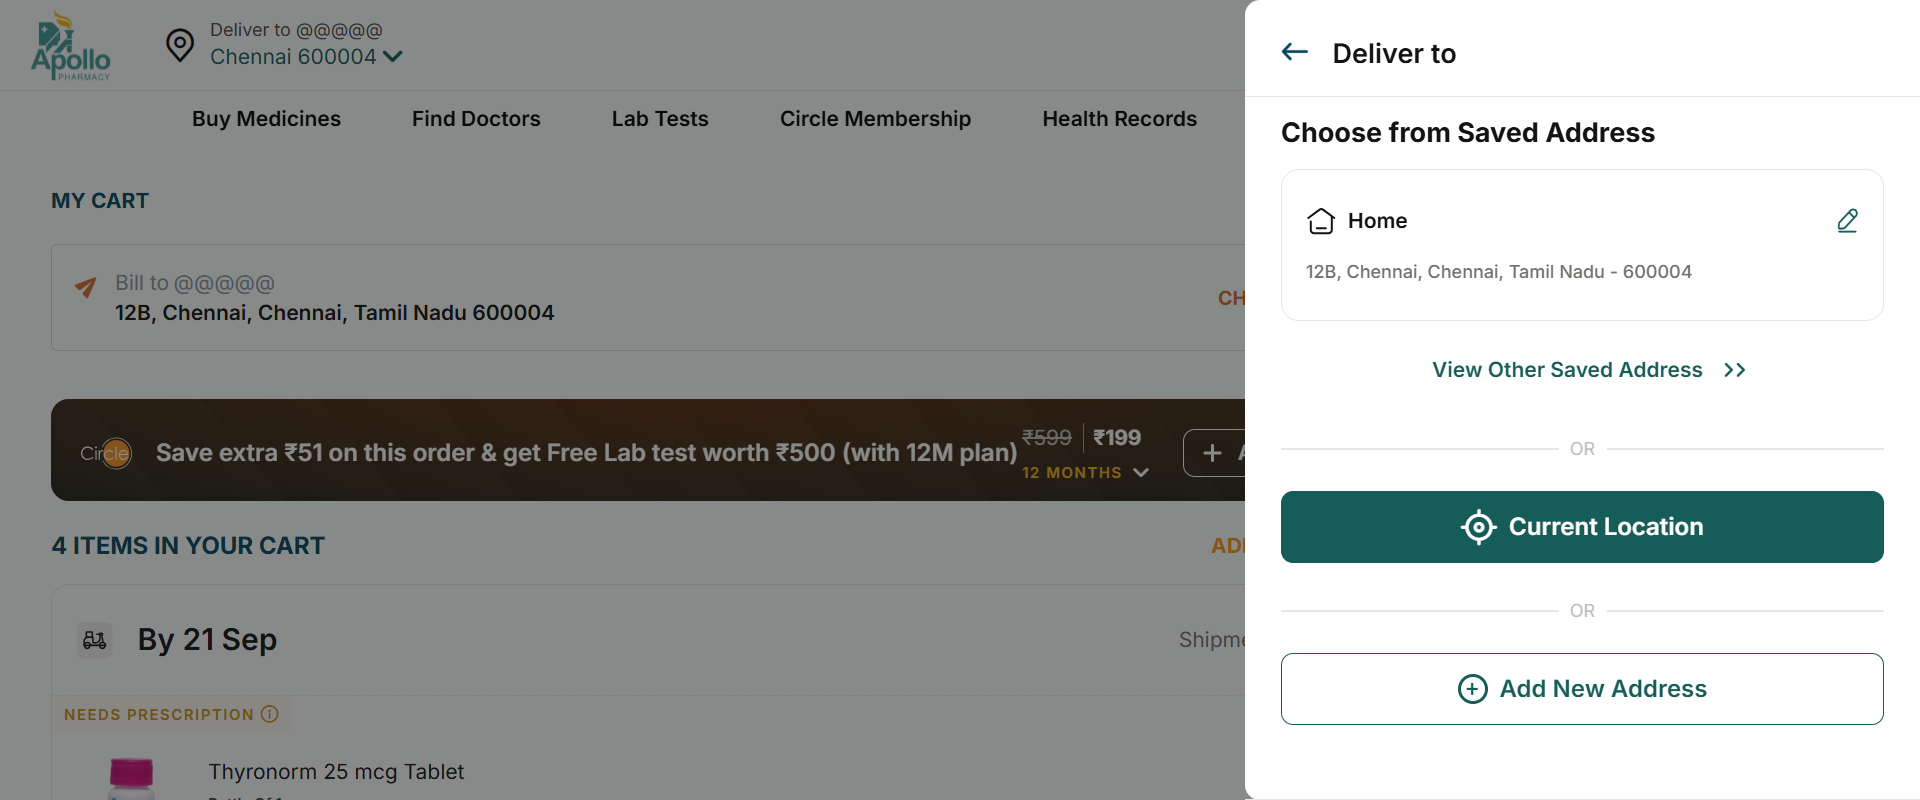 Apollo
PHARMACY
Deliver to @@@@@
Chennai 600004
Buy Medicines
Find Doctors
Lab Tests
Circle Membership
Health Records
MY CART
Bill to @@@@@
12B, Chennai, Chennai, Tamil Nadu 600004
Circle
Save extra ₹51 on this order & get Free Lab test worth ₹500 (with 12M plan)
₹599 ₹199
12 MONTHS
4 ITEMS IN YOUR CART
By 21 Sep
NEEDS PRESCRIPTION
Thyronorm 25 mcg Tablet
Deliver to
Choose from Saved Address
Home
12B, Chennai, Chennai, Tamil Nadu - 600004
View Other Saved Address
OR
Current Location
OR
Add New Address